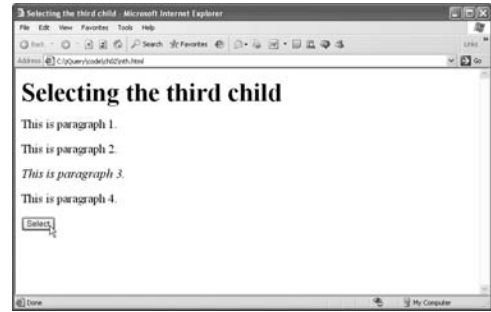 Selecting the third child - Microsoft Internet Explorer
File Edit View Favorites Tools Help
Back Search Favorites
Links
Address C:\jQuery\code\ch02\nth.html Go
Selecting the third child
This is paragraph 1.
This is paragraph 2.
This is paragraph 3.
This is paragraph 4.
Select
Done My Computer